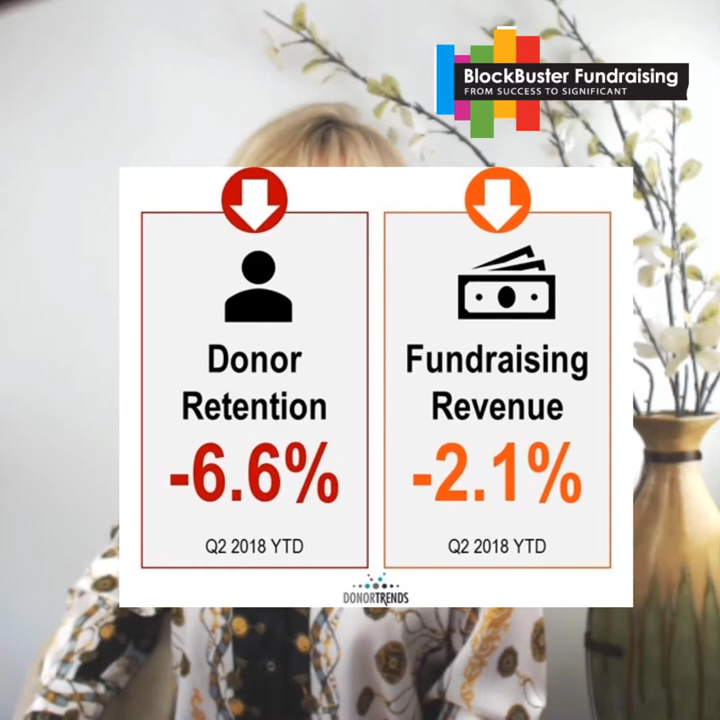 BlockBuster Fundraising
FROM SUCCESS TO SIGNIFICANT
Donor
Retention
-6.6%
Q2 2018 YTD
Fundraising
Revenue
-2.1%
Q2 2018 YTD
DONORTRENDS